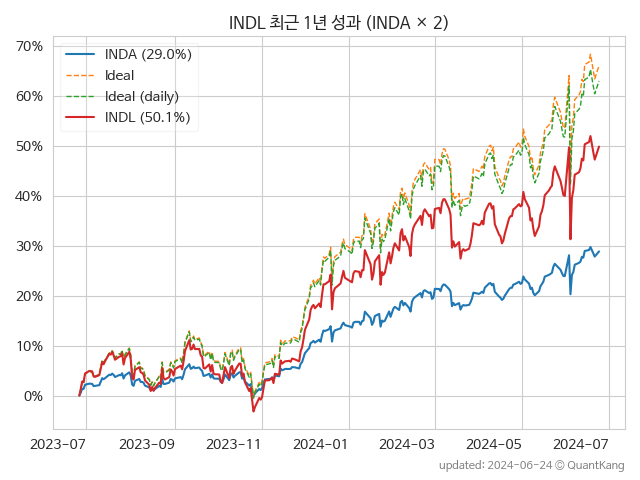 INDL 최근 1년 성과 (INDA × 2)
INDA (29.0%)
Ideal
Ideal (daily)
INDL (50.1%)
70%
60%
50%
40%
30%
20%
10%
0%
2023-07 2023-09 2023-11 2024-01 2024-03 2024-05 2024-07
updated: 2024-06-24 © QuantKang